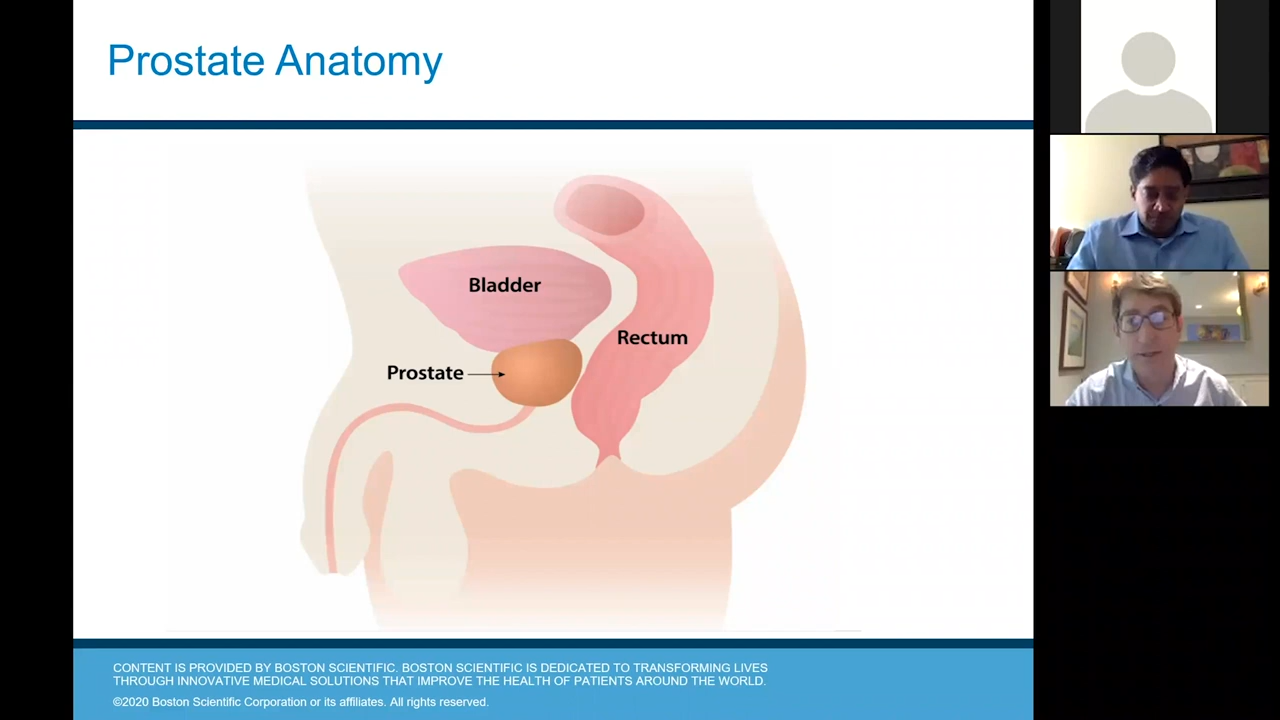 Prostate Anatomy
Bladder
Rectum
Prostate
CONTENT IS PROVIDED BY BOSTON SCIENTIFIC. BOSTON SCIENTIFIC IS DEDICATED TO TRANSFORMING LIVES
THROUGH INNOVATIVE MEDICAL SOLUTIONS THAT IMPROVE THE HEALTH OF PATIENTS AROUND THE WORLD.
©2020 Boston Scientific Corporation or its affiliates. All rights reserved.